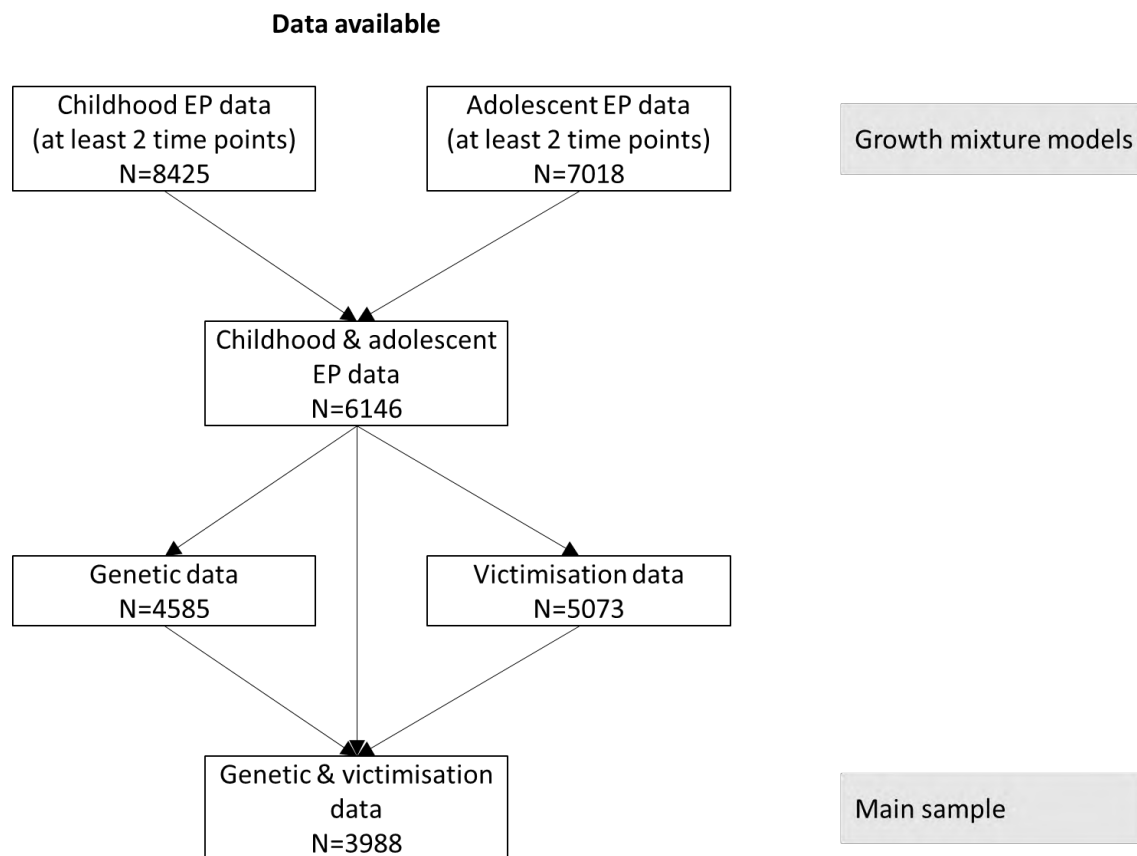 Data available
Childhood EP data
(at least 2 time points)
N=8425
Adolescent EP data
(at least 2 time points)
N=7018
Growth mixture models
Childhood & adolescent
EP data
N=6146
Genetic data
N=4585
Victimisation data
N=5073
Genetic & victimisation
data
N=3988
Main sample